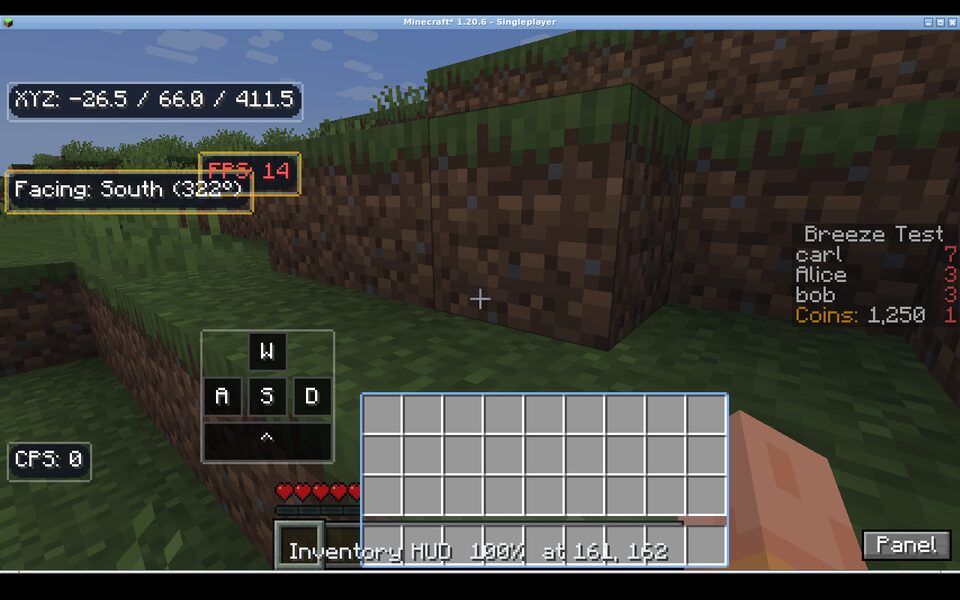 Minecraft* 1.20.6 - Singleplayer
XYZ: -26.5 / 66.0 / 411.5
FPS: 14
Facing: South (322°)
Breeze Test
carl 7
Alice 3
bob 3
Coins: 1,250 1
W
A S D
^
CPS: 0
Inventory HUD 100% at 161, 162
Panel